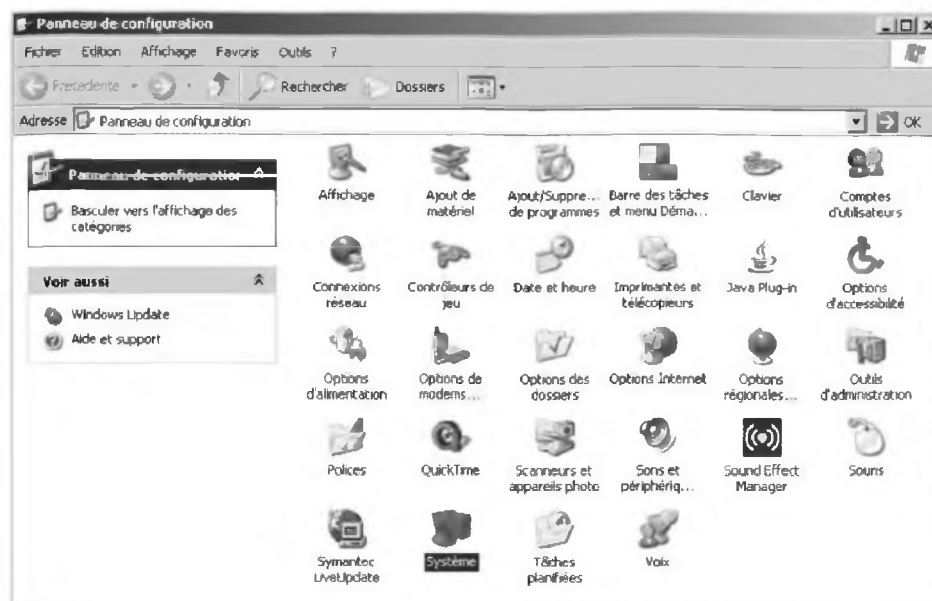 Panneau de configuration
Fichier Edition Affichage Favoris Outils ?
Précédente Rechercher Dossiers
Adresse Panneau de configuration OK
Panneau de configuration
Basculer vers l'affichage des
catégories
Voir aussi
Windows Update
Aide et support
Affichage
Ajout de
matériel
Ajout/Suppre...
de programmes
Barre des tâches
et menu Déma...
Clavier
Comptes
d'utilisateurs
Connexions
réseau
Contrôleurs de
jeu
Date et heure
Imprimantes et
télécopieurs
Java Plug-in
Options
d'accessibilité
Options
d'alimentation
Options de
modems...
Options des
dossiers
Options Internet
Options
régionales...
Outils
d'administration
Polices
QuickTime
Scanneurs et
appareils photo
Sons et
périphériq...
Sound Effect
Manager
Souris
Symantec
LiveUpdate
Système
Tâches
planifiées
Voix